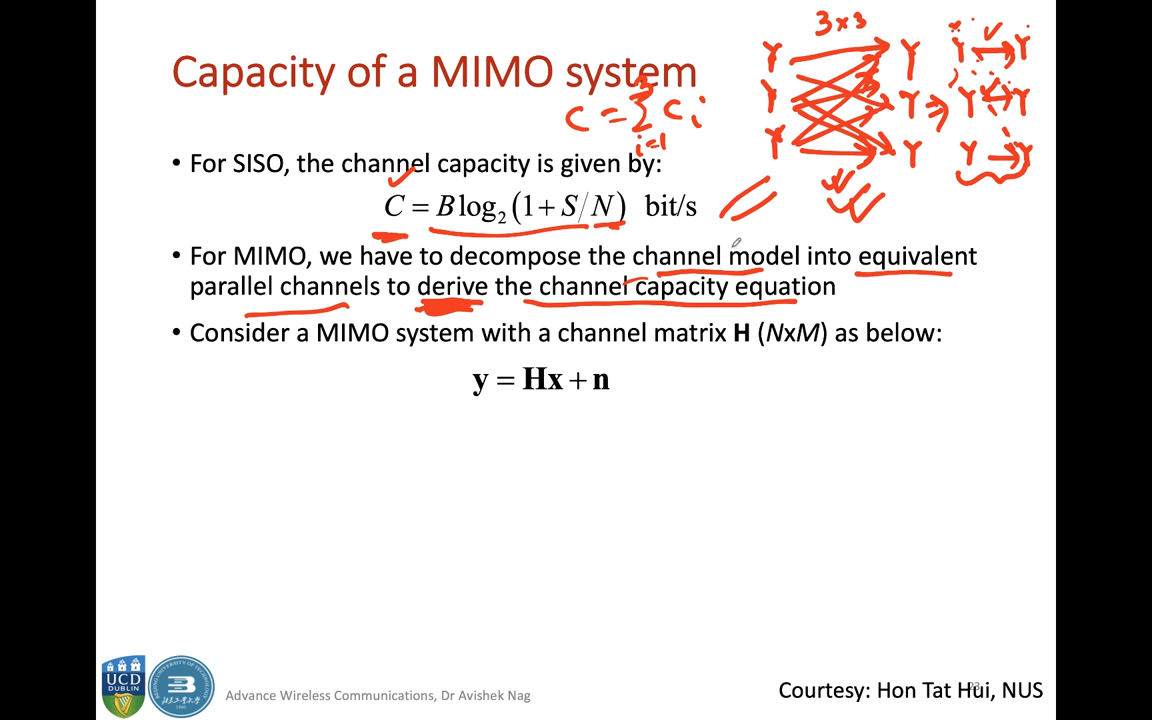 3x3
Capacity of a MIMO system
C = Σ Ci
3
i=1
• For SISO, the channel capacity is given by:
C = B log₂ (1 + S/N) bit/s
• For MIMO, we have to decompose the channel model into equivalent
parallel channels to derive the channel capacity equation
• Consider a MIMO system with a channel matrix H (NxM) as below:
y = Hx + n
UCD
DUBLIN
Advance Wireless Communications, Dr Avishek Nag
Courtesy: Hon Tat Hui, NUS